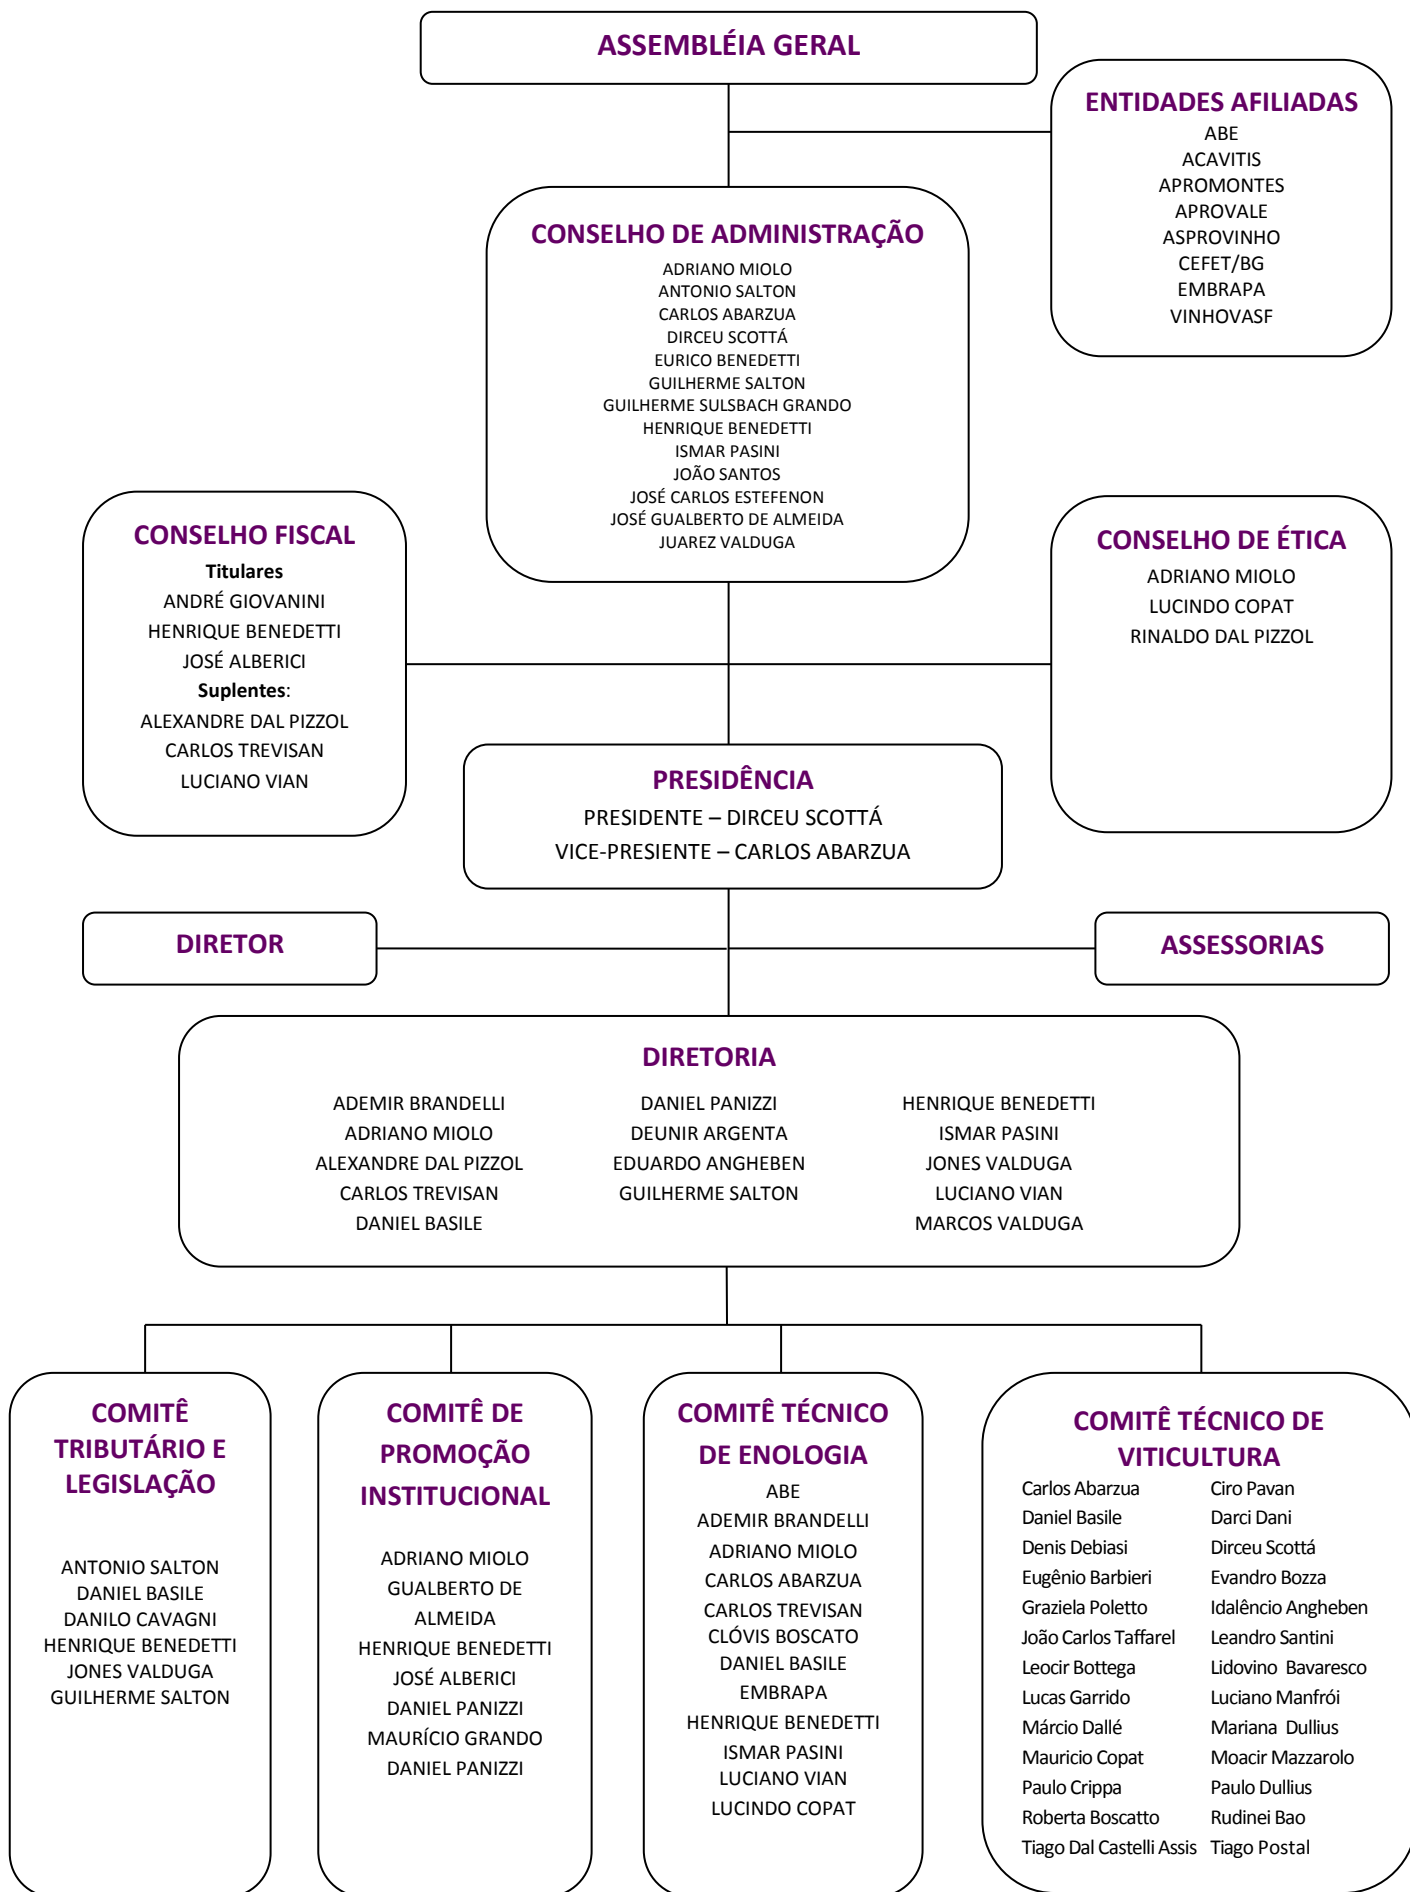 ASSEMBLÉIA GERAL
ENTIDADES AFILIADAS
ABE
ACAVITIS
APROMONTES
APROVALE
ASPROVINHO
CEFET/BG
EMBRAPA
VINHOVASF
CONSELHO DE ADMINISTRAÇÃO
ADRIANO MIOLO
ANTONIO SALTON
CARLOS ABARZUA
DIRCEU SCOTTÁ
EURICO BENEDETTI
GUILHERME SALTON
GUILHERME SULSBACH GRANDO
HENRIQUE BENEDETTI
ISMAR PASINI
JOÃO SANTOS
JOSÉ CARLOS ESTEFENON
JOSÉ GUALBERTO DE ALMEIDA
JUAREZ VALDUGA
CONSELHO FISCAL
Titulares
ANDRÉ GIOVANINI
HENRIQUE BENEDETTI
JOSÉ ALBERICI
Suplentes:
ALEXANDRE DAL PIZZOL
CARLOS TREVISAN
LUCIANO VIAN
CONSELHO DE ÉTICA
ADRIANO MIOLO
LUCINDO COPAT
RINALDO DAL PIZZOL
PRESIDÊNCIA
PRESIDENTE – DIRCEU SCOTTÁ
VICE-PRESIENTE – CARLOS ABARZUA
DIRETOR
ASSESSORIAS
DIRETORIA
ADEMIR BRANDELLI
ADRIANO MIOLO
ALEXANDRE DAL PIZZOL
CARLOS TREVISAN
DANIEL BASILE
DANIEL PANIZZI
DEUNIR ARGENTA
EDUARDO ANGHEBEN
GUILHERME SALTON
HENRIQUE BENEDETTI
ISMAR PASINI
JONES VALDUGA
LUCIANO VIAN
MARCOS VALDUGA
COMITÊ
TRIBUTÁRIO E
LEGISLAÇÃO
ANTONIO SALTON
DANIEL BASILE
DANILO CAVAGNI
HENRIQUE BENEDETTI
JONES VALDUGA
GUILHERME SALTON
COMITÊ DE
PROMOÇÃO
INSTITUCIONAL
ADRIANO MIOLO
GUALBERTO DE
ALMEIDA
HENRIQUE BENEDETTI
JOSÉ ALBERICI
DANIEL PANIZZI
MAURÍCIO GRANDO
DANIEL PANIZZI
COMITÊ TÉCNICO
DE ENOLOGIA
ABE
ADEMIR BRANDELLI
ADRIANO MIOLO
CARLOS ABARZUA
CARLOS TREVISAN
CLÓVIS BOSCATO
DANIEL BASILE
EMBRAPA
HENRIQUE BENEDETTI
ISMAR PASINI
LUCIANO VIAN
LUCINDO COPAT
COMITÊ TÉCNICO DE
VITICULTURA
Carlos Abarzua
Daniel Basile
Denis Debiasi
Eugênio Barbieri
Graziela Poletto
João Carlos Taffarel
Leocir Bottega
Lucas Garrido
Márcio Dallé
Mauricio Copat
Paulo Crippa
Roberta Boscatto
Tiago Dal Castelli Assis
Ciro Pavan
Darci Dani
Dirceu Scottá
Evandro Bozza
Idalêncio Angheben
Leandro Santini
Lidovino Bavaresco
Luciano Manfrói
Mariana Dullius
Moacir Mazzarolo
Paulo Dullius
Rudinei Bao
Tiago Postal